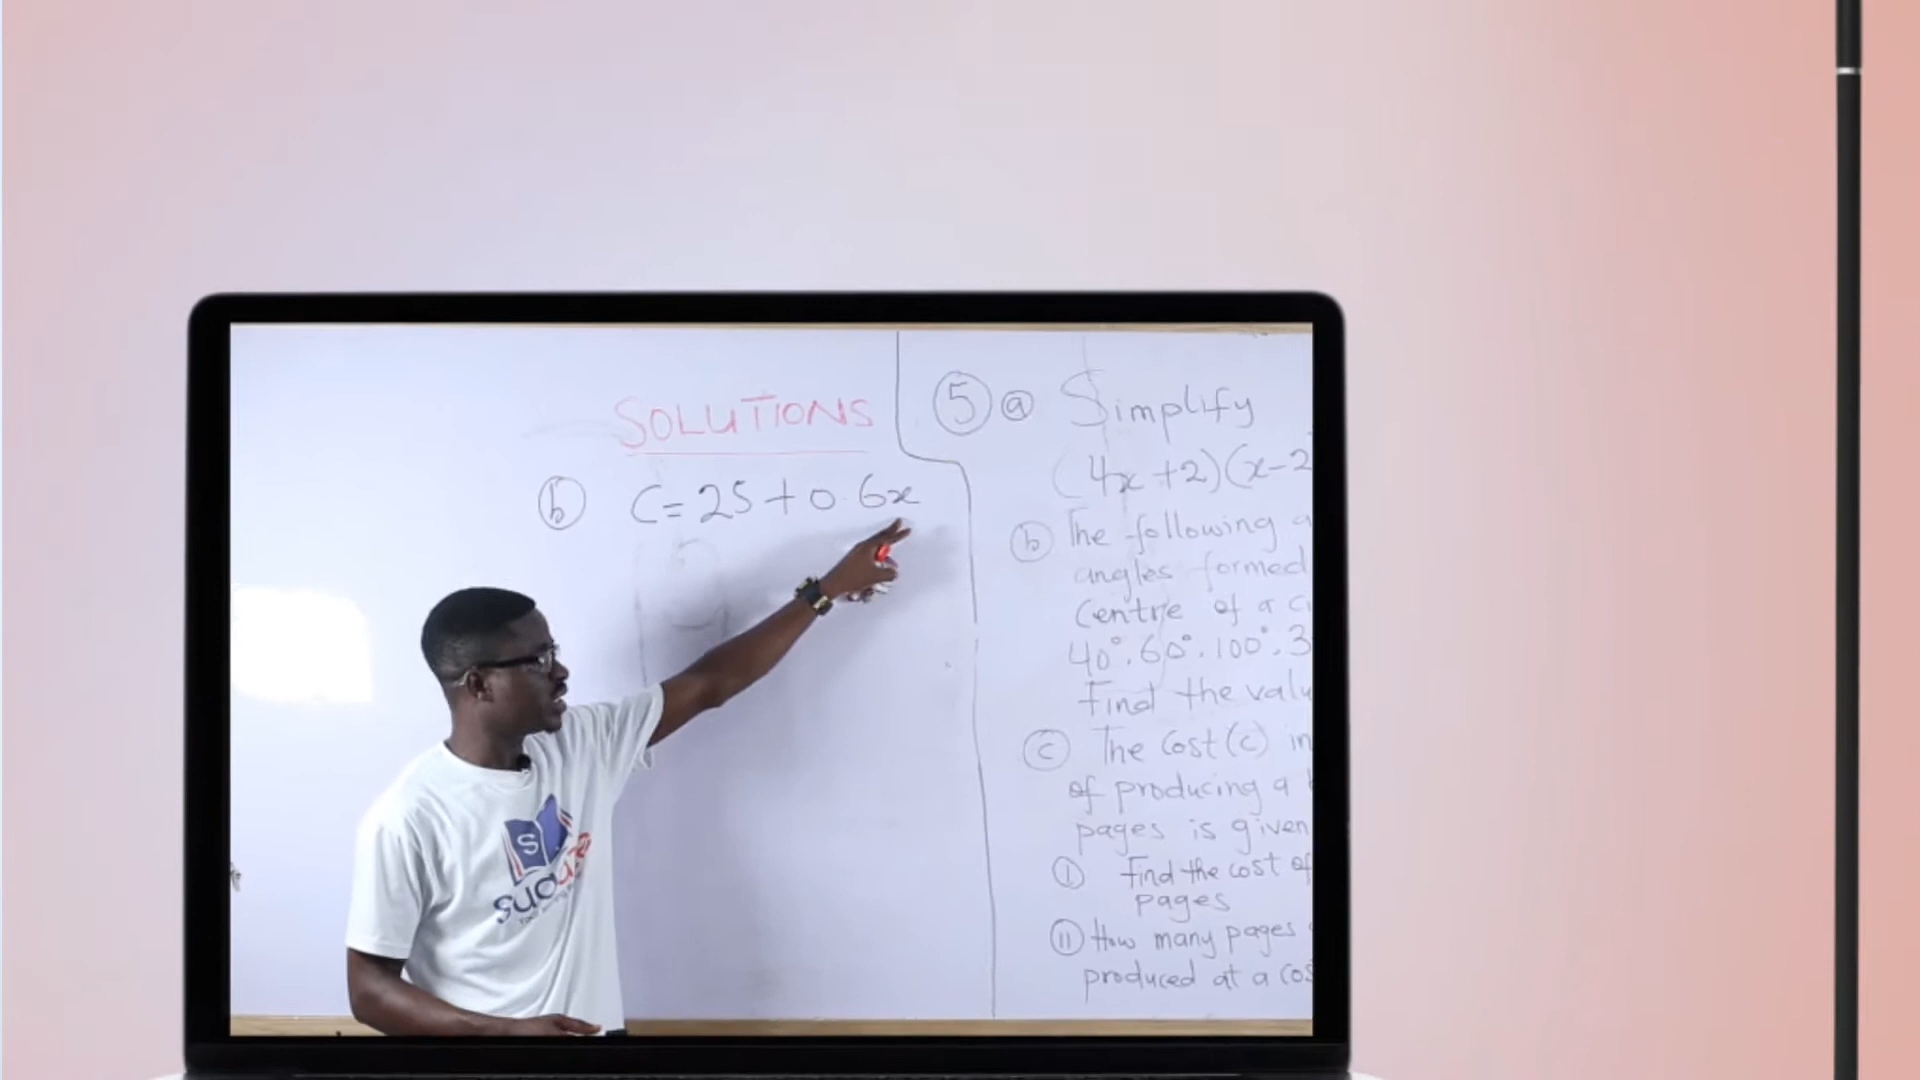 SOLUTIONS
b C = 25 + 0.6x
5 a Simplify
(4x + 2)(x - 2
b The following
angles formed
centre of a
40°. 60°. 100°. 3
Find the
c The cost (c) in
of producing a
pages is given
I Find the cost of
pages
II How many pages
produced at a
S